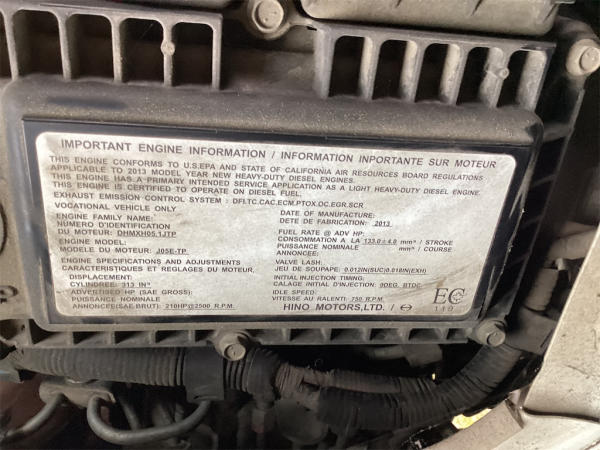 IMPORTANT ENGINE INFORMATION / INFORMATION INPORTANTE SUR MOTEUR
THIS ENGINE CONFORMS TO U.S.EPA AND STATE OF CALIFORNIA AIR RESOURCES BOARD REGULATIONS
APPLICABLE TO 2013 MODEL YEAR NEW HEAVY-DUTY DIESEL ENGINES.
THIS ENGINE HAS A PRIMARY INTENDED SERVICE APPLICATION AS A LIGHT HEAVY-DUTY DIESEL ENGINE.
THIS ENGINE IS CERTIFIED TO OPERATE ON DIESEL FUEL.
EXHAUST EMISSION CONTROL SYSTEM : DFI.TC.CAC.ECM.PTOX.OC.EGR.SCR
VOCATIONAL VEHICLE ONLY
ENGINE FAMILY NAME:
NUMÉRO D'IDENTIFICATION
DU MOTEUR: DHMXH05.1JTP
ENGINE MODEL:
MODELE DU MOTEUR: J05E-TP
ENGINE SPECIFICATIONS AND ADJUSTMENTS
CARACTERISTIQUES ET REGLAGES DU MOTEUR,
DISPLACEMENT:
CYLINDREE: 313 IN³
ADVERTISED HP (SAE GROSS):
PUISSANCE NOMINALE
ANNONCEE(SAE BRUT): 210HP@2500 R.P.M.
DATE OF MANUFACTURE:
DATE DE FABRICATION: 2013
FUEL RATE @ ADV HP:
CONSOMMATION A LA 133.0±4.0 mm³ / STROKE
PUISSANCE NOMINALE mm³ / COURSE
ANNONCEE:
VALVE LASH:
JEU DE SOUPAPE: 0.012IN(SUC)0.018IN(EXH)
INITIAL INJECTION TIMING:
CALAGE INITIAL D'INJECTION: 9DEG. BTDC
IDLE SPEED:
VITESSE AU RALENTI: 750 R.P.M.
HINO MOTORS,LTD. /
EC
110